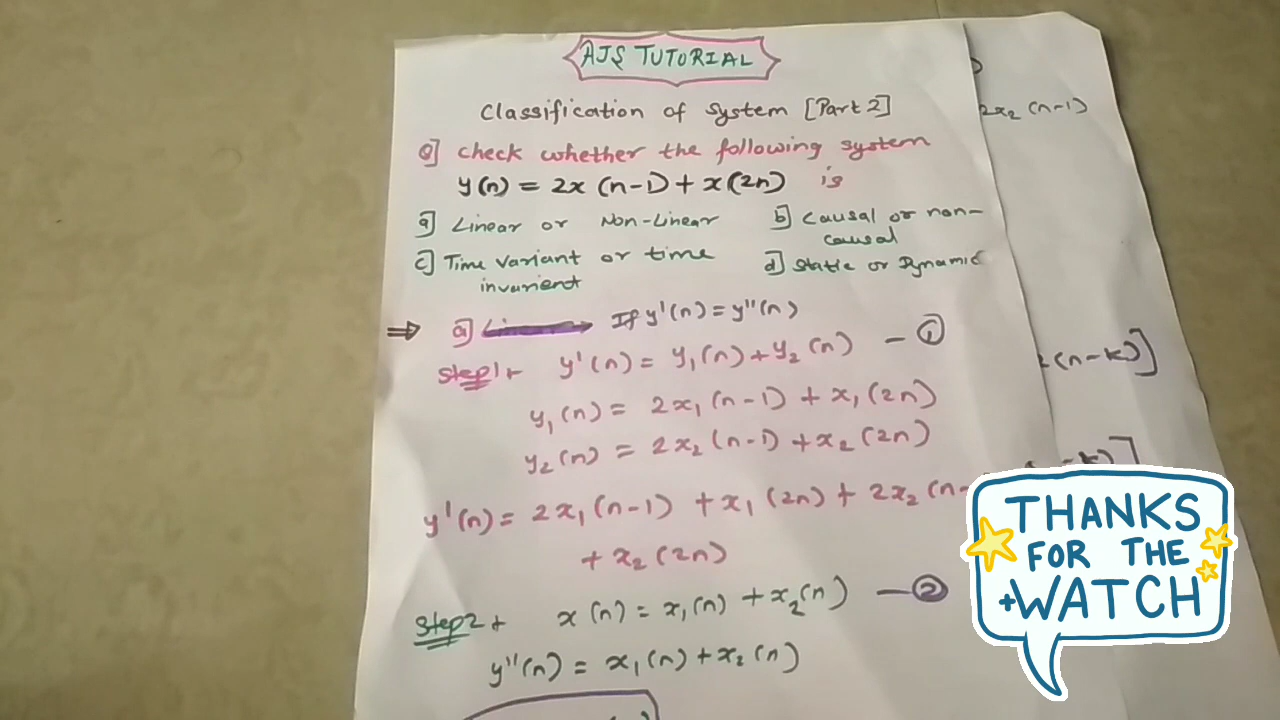 AJS TUTORIAL
Classification of System [Part 2]
Q] Check whether the following system
y(n) = 2x (n-1) + x(2n) is
a] Linear or Non-Linear
b] Causal or non-
causal
c] Time variant or time
invarient
d] Static or Dynamic
⇒ a] If y'(n) = y''(n)
Step1: y'(n) = y₁(n) + y₂(n) — ①
y₁(n) = 2x₁(n-1) + x₁(2n)
y₂(n) = 2x₂(n-1) + x₂(2n)
y'(n) = 2x₁(n-1) + x₁(2n) + 2x₂(n-
+ x₂(2n)
Step2: x(n) = x₁(n) + x₂(n) — ②
y''(n) = x₁(n) + x₂(n)
2x₂(n-1)
(n-k)]
THANKS
FOR THE
WATCH